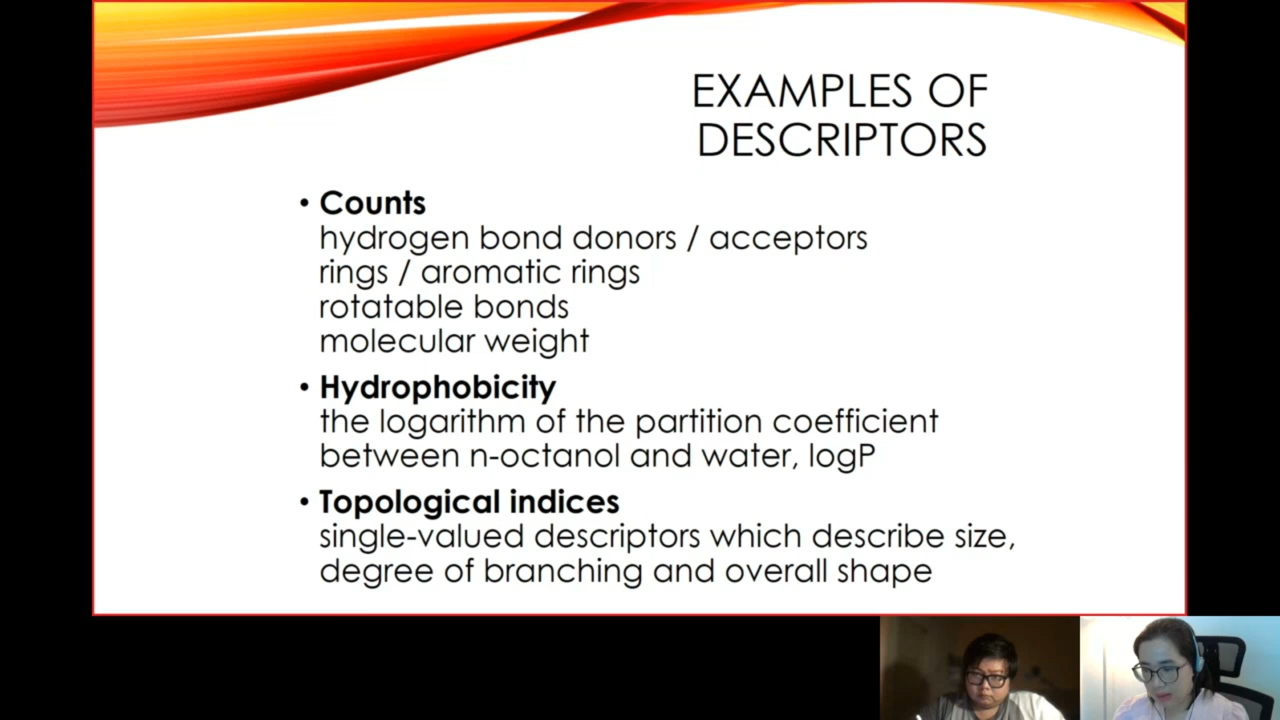 EXAMPLES OF
DESCRIPTORS
• Counts
hydrogen bond donors / acceptors
rings / aromatic rings
rotatable bonds
molecular weight
• Hydrophobicity
the logarithm of the partition coefficient
between n-octanol and water, logP
• Topological indices
single-valued descriptors which describe size,
degree of branching and overall shape